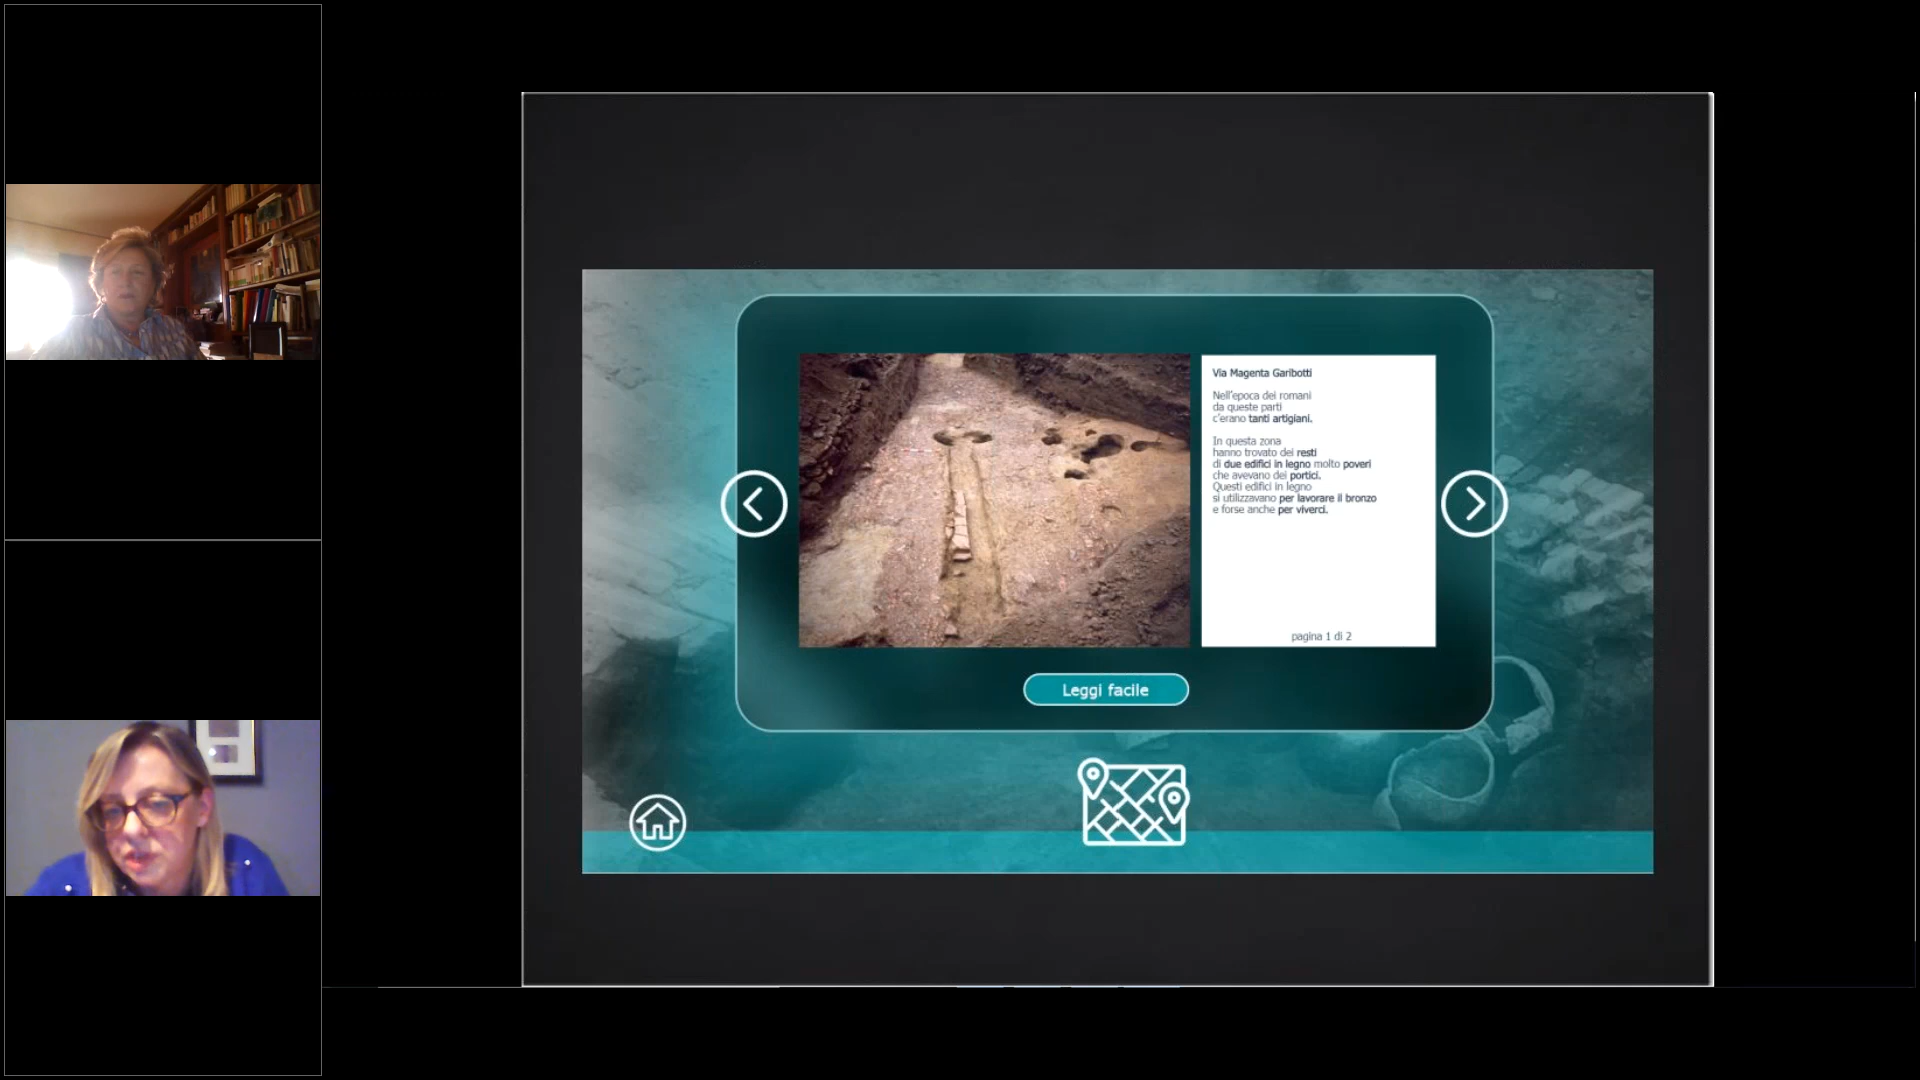 Via Magenta Garibotti
Nell'epoca dei romani
da queste parti
c'erano tanti artigiani.
In questa zona
hanno trovato dei resti
di due edifici in legno molto poveri
che avevano dei portici.
Questi edifici in legno
si utilizzavano per lavorare il bronzo
e forse anche per viverci.
pagina 1 di 2
Leggi facile